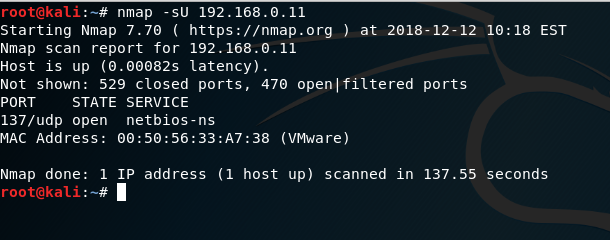 root@kali:~# nmap -sU 192.168.0.11
Starting Nmap 7.70 ( https://nmap.org ) at 2018-12-12 10:18 EST
Nmap scan report for 192.168.0.11
Host is up (0.00082s latency).
Not shown: 529 closed ports, 470 open|filtered ports
PORT    STATE SERVICE
137/udp open  netbios-ns
MAC Address: 00:50:56:33:A7:38 (VMware)
Nmap done: 1 IP address (1 host up) scanned in 137.55 seconds
root@kali:~#